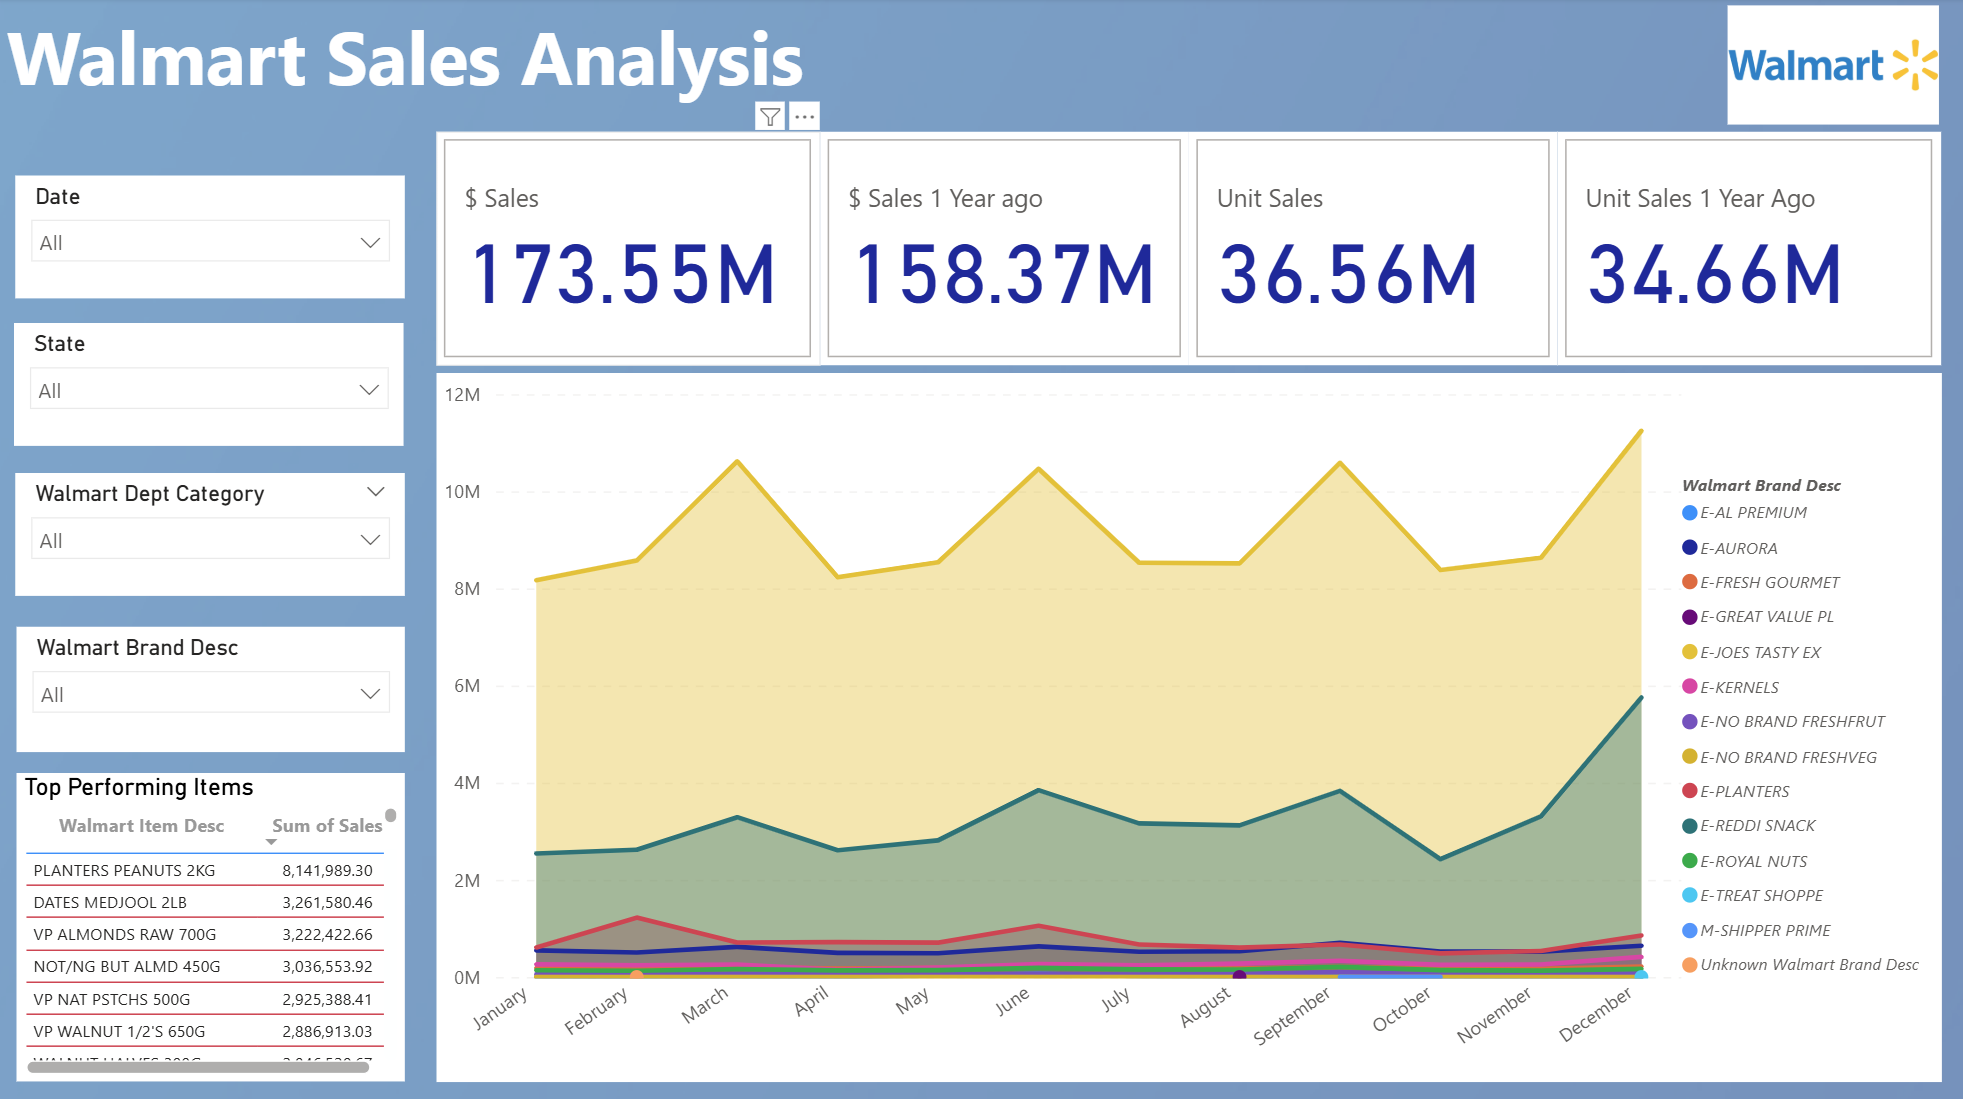 Walmart Sales Analysis
Walmart
Date
All
State
All
Walmart Dept Category
All
Walmart Brand Desc
All
Top Performing Items
Walmart Item Desc Sum of Sales
PLANTERS PEANUTS 2KG 8,141,989.30
DATES MEDJOOL 2LB 3,261,580.46
VP ALMONDS RAW 700G 3,222,422.66
NOT/NG BUT ALMD 450G 3,036,553.92
VP NAT PSTCHS 500G 2,925,388.41
VP WALNUT 1/2'S 650G 2,886,913.03
$ Sales
173.55M
$ Sales 1 Year ago
158.37M
Unit Sales
36.56M
Unit Sales 1 Year Ago
34.66M
12M
10M
8M
6M
4M
2M
0M
January
February
March
April
May
June
July
August
September
October
November
December
Walmart Brand Desc
E-AL PREMIUM
E-AURORA
E-FRESH GOURMET
E-GREAT VALUE PL
E-JOES TASTY EX
E-KERNELS
E-NO BRAND FRESHFRUT
E-NO BRAND FRESHVEG
E-PLANTERS
E-REDDI SNACK
E-ROYAL NUTS
E-TREAT SHOPPE
M-SHIPPER PRIME
Unknown Walmart Brand Desc